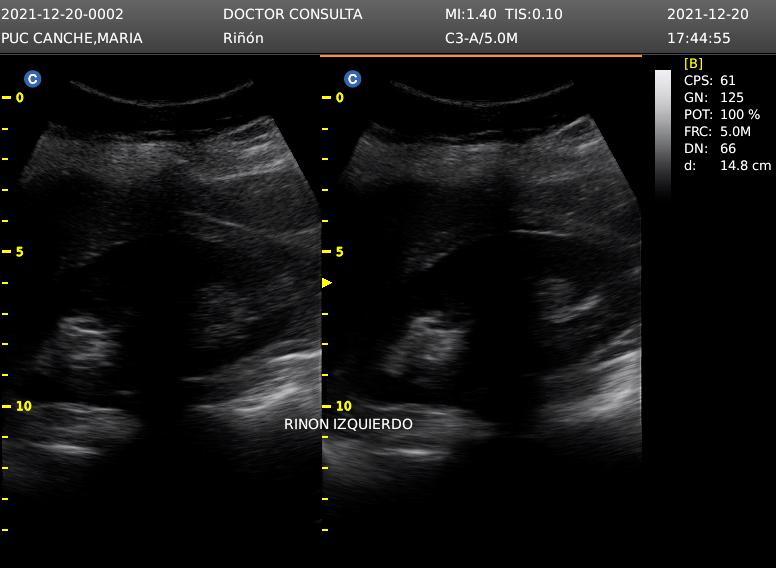 2021-12-20-0002 DOCTOR CONSULTA MI:1.40 TIS:0.10 2021-12-20
PUC CANCHE,MARIA Riñón C3-A/5.0M 17:44:55
[B]
CPS: 61
GN: 125
POT: 100 %
FRC: 5.0M
DN: 66
d: 14.8 cm
C C
0 0
5 5
10 10
RINON IZQUIERDO